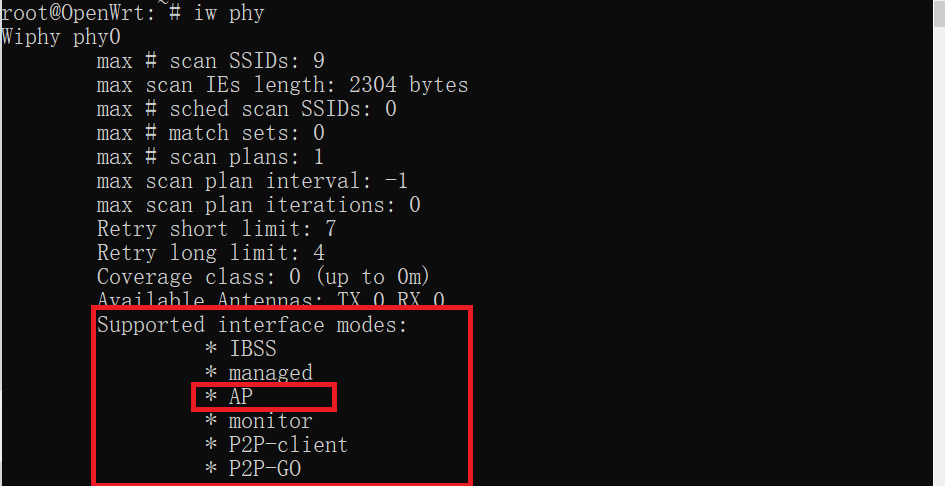 root@OpenWrt:~# iw phy
Wiphy phy0
max # scan SSIDs: 9
max scan IEs length: 2304 bytes
max # sched scan SSIDs: 0
max # match sets: 0
max # scan plans: 1
max scan plan interval: -1
max scan plan iterations: 0
Retry short limit: 7
Retry long limit: 4
Coverage class: 0 (up to 0m)
Available Antennas: TX 0 RX 0
Supported interface modes:
* IBSS
* managed
* AP
* monitor
* P2P-client
* P2P-GO